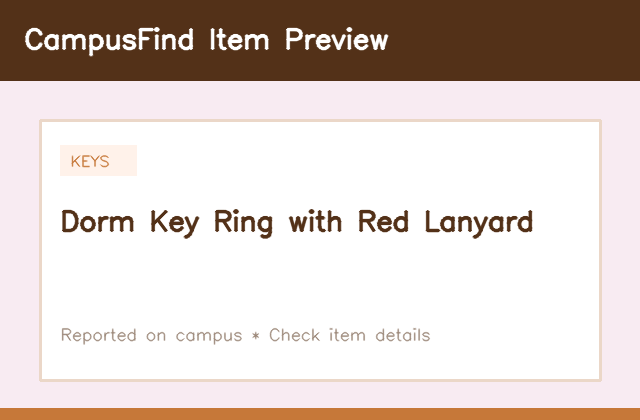 CampusFind Item Preview
KEYS
Dorm Key Ring with Red Lanyard
Reported on campus * Check item details